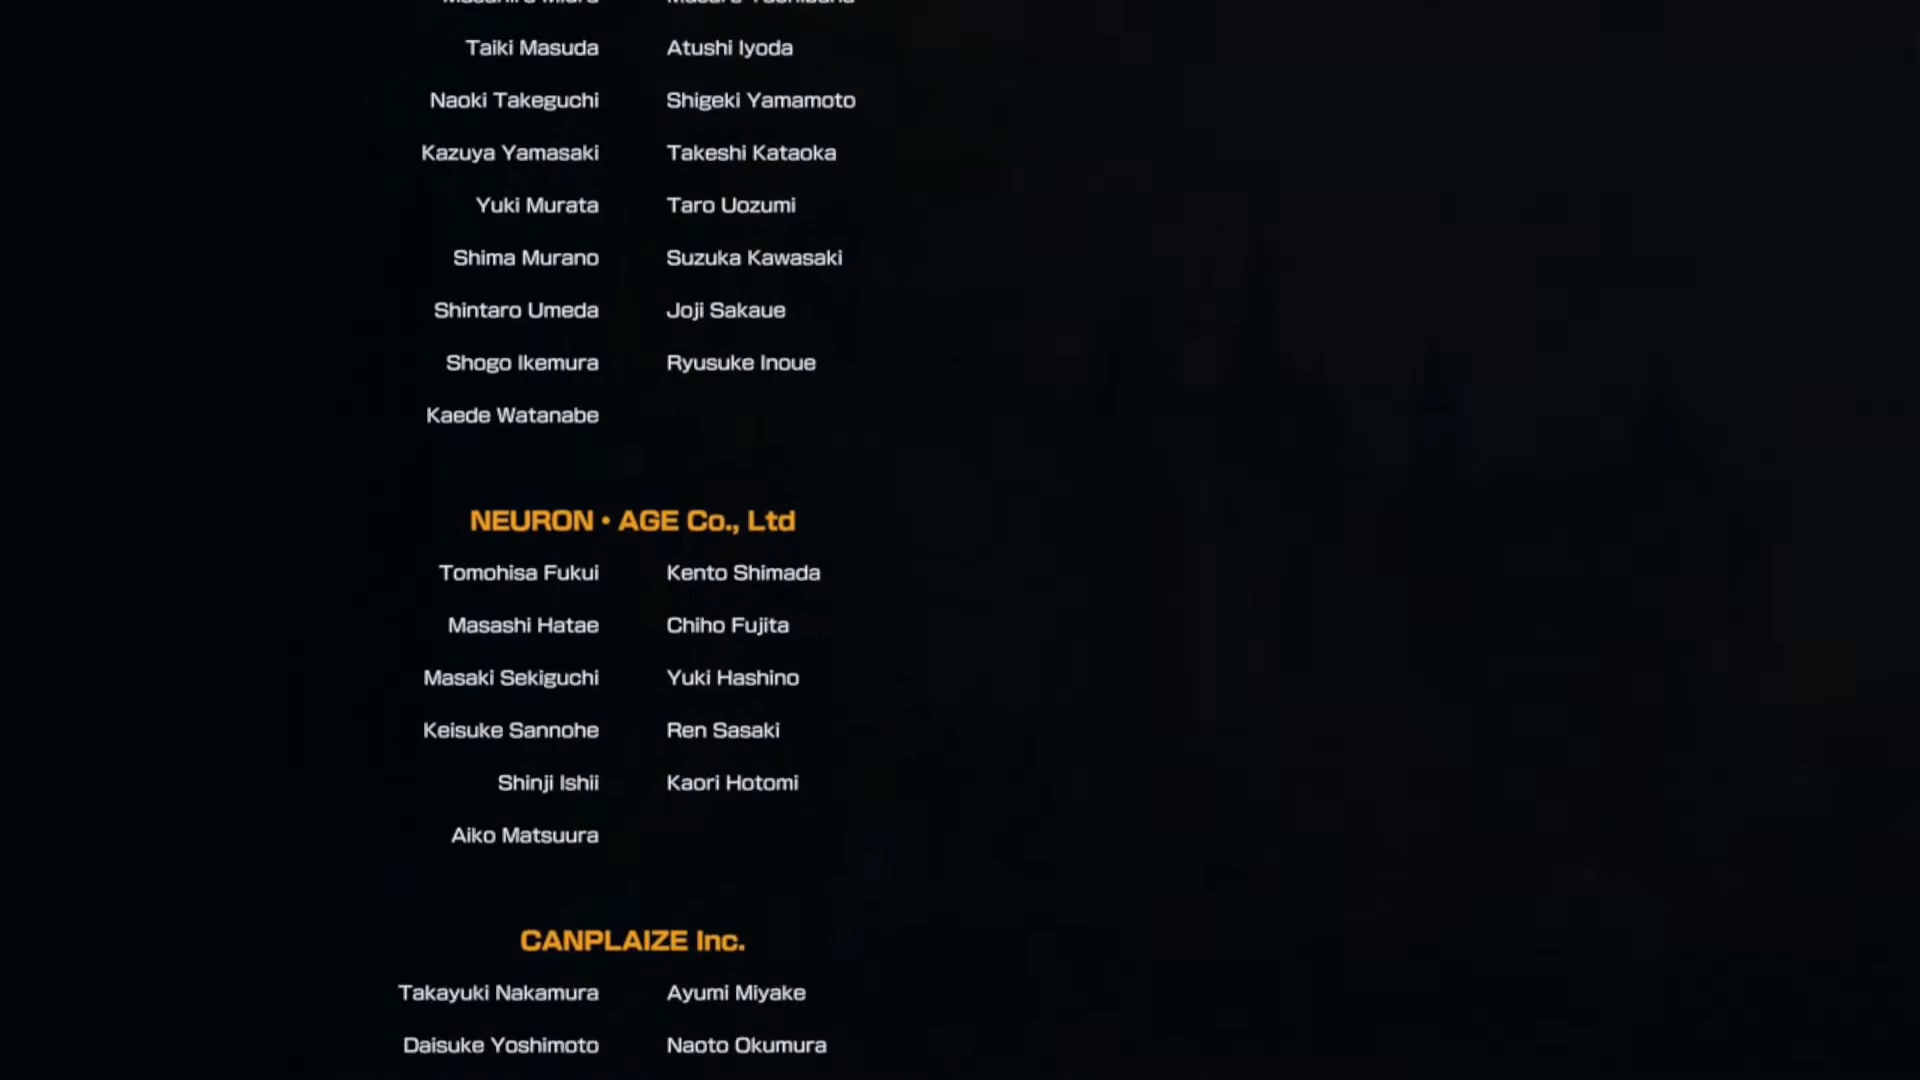 Taiki Masuda Atushi Iyoda
Naoki Takeguchi Shigeki Yamamoto
Kazuya Yamasaki Takeshi Kataoka
Yuki Murata Taro Uozumi
Shima Murano Suzuka Kawasaki
Shintaro Umeda Joji Sakaue
Shogo Ikemura Ryusuke Inoue
Kaede Watanabe
NEURON・AGE Co., Ltd
Tomohisa Fukui Kento Shimada
Masashi Hatae Chiho Fujita
Masaki Sekiguchi Yuki Hashino
Keisuke Sannohe Ren Sasaki
Shinji Ishii Kaori Hotomi
Aiko Matsuura
CANPLAIZE Inc.
Takayuki Nakamura Ayumi Miyake
Daisuke Yoshimoto Naoto Okumura